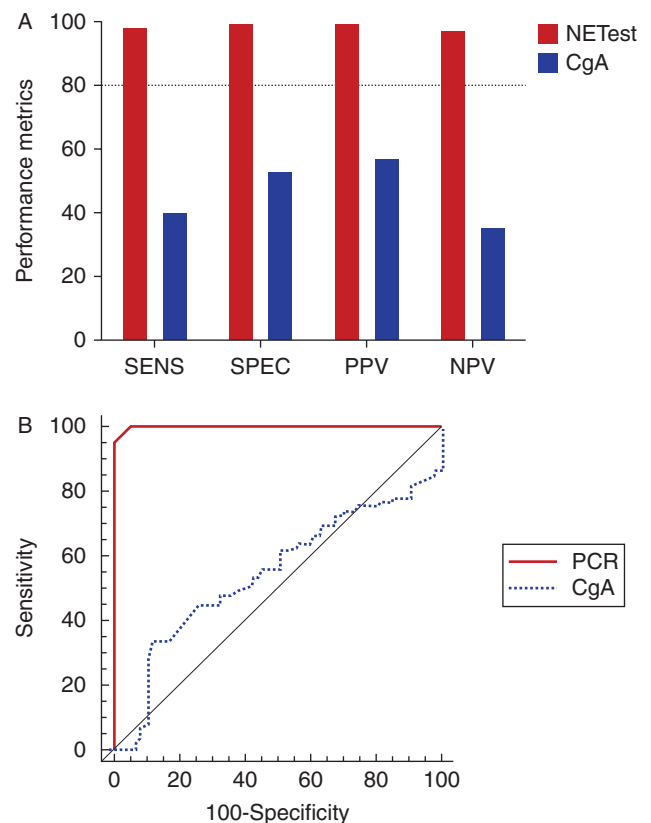 A
Performance metrics
100
80
60
40
20
0
SENS SPEC PPV NPV
NETest
CgA
B
Sensitivity
100
80
60
40
20
0
0 20 40 60 80 100
100-Specificity
PCR
CgA